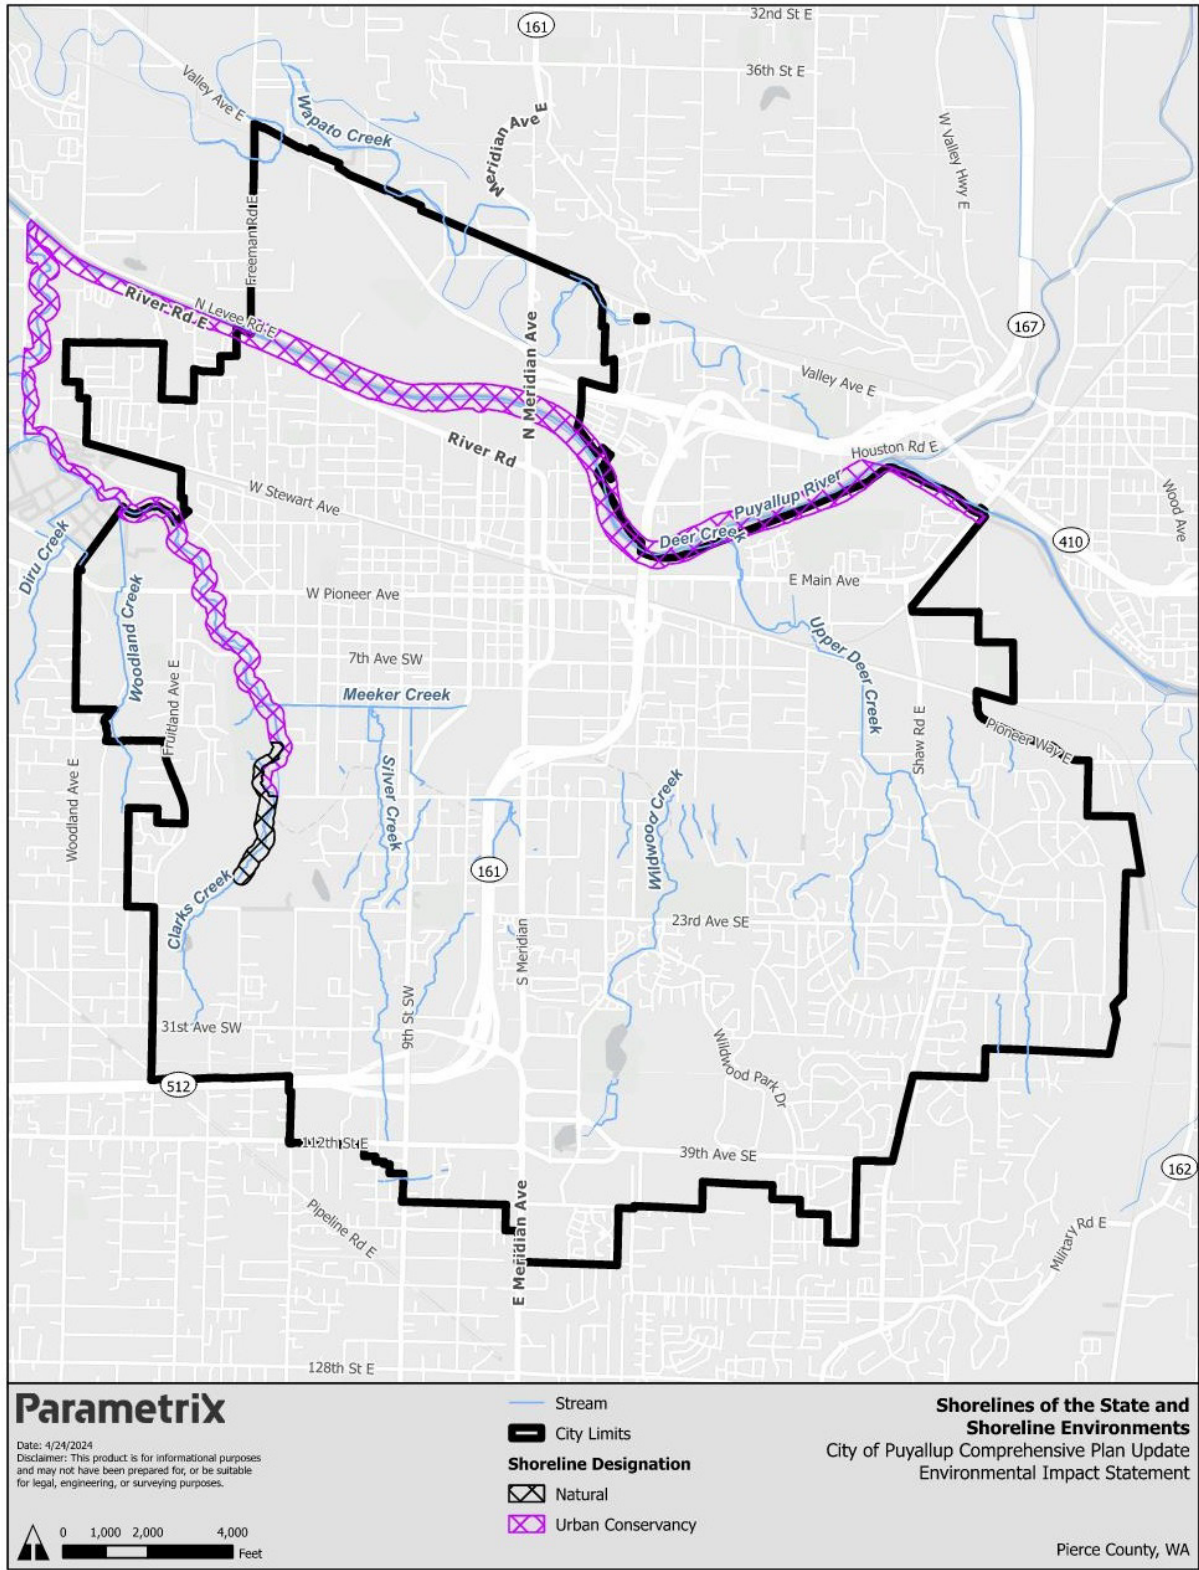 161
32nd St E
36th St E
Valley Ave E
Wapato Creek
Meridian Ave E
W Valley Hwy E
Freeman Rd E
N Levee Rd E
River Rd E
167
N Meridian Ave
Valley Ave E
River Rd
Houston Rd E
W Stewart Ave
Puyallup River
Wood Ave
Deer Creek
410
Diru Creek
Woodland Creek
W Pioneer Ave
E Main Ave
Upper Deer Creek
7th Ave SW
Fruitland Ave E
Meeker Creek
Shaw Rd E
Pioneer Way E
Woodland Ave E
Silver Creek
Wildwood Creek
161
Clarks Creek
23rd Ave SE
S Meridian
9th St SW
31st Ave SW
Wildwood Park Dr
512
112th St E
39th Ave SE
162
Pipeline Rd E
E Meridian Ave
Military Rd E
128th St E
Parametrix
Date: 4/24/2024
Disclaimer: This product is for informational purposes
and may not have been prepared for, or be suitable
for legal, engineering, or surveying purposes.
0 1,000 2,000 4,000
Feet
Stream
City Limits
Shoreline Designation
Natural
Urban Conservancy
Shorelines of the State and
Shoreline Environments
City of Puyallup Comprehensive Plan Update
Environmental Impact Statement
Pierce County, WA